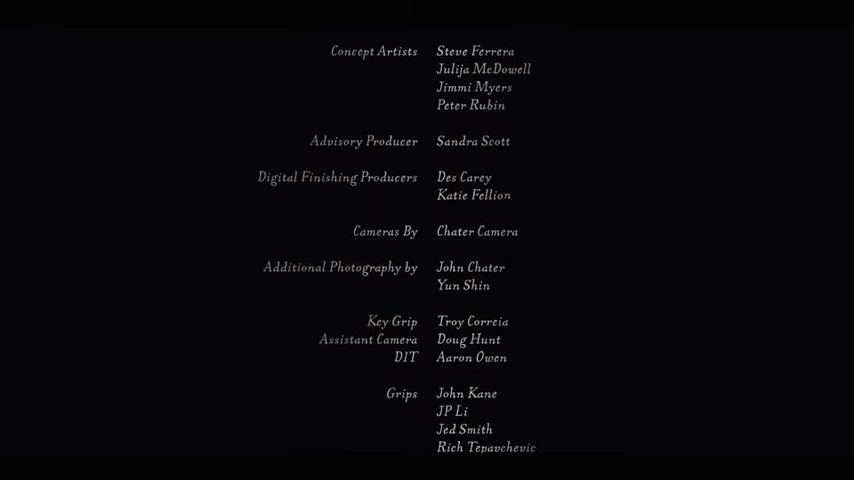 Concept Artists Steve Ferrera
Julija McDowell
Jimmi Myers
Peter Rubin
Advisory Producer Sandra Scott
Digital Finishing Producers Des Carey
Katie Fellion
Cameras By Chater Camera
Additional Photography by John Chater
Yun Shin
Key Grip Troy Correia
Assistant Camera Doug Hunt
DIT Aaron Owen
Grips John Kane
JP Li
Jed Smith
Rich Tepavchevic